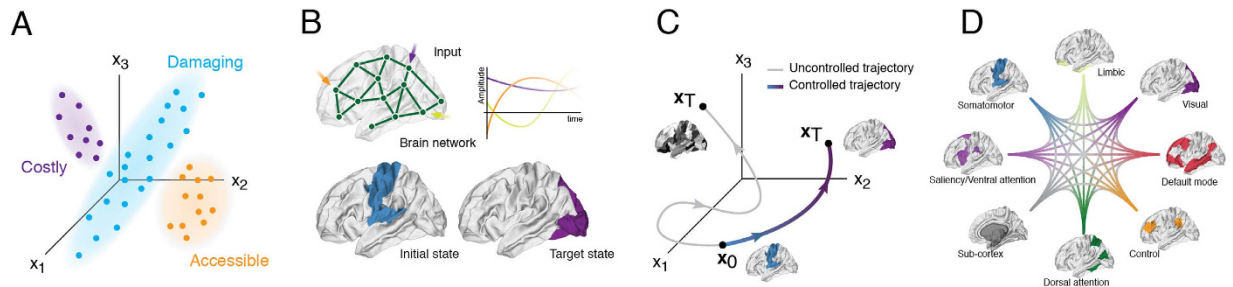 A
x3
Damaging
Costly
x2
x1
Accessible
B
Input
Amplitude
time
Brain network
Initial state
Target state
C
x3
Uncontrolled trajectory
Controlled trajectory
xT
xT
x2
x1
x0
D
Limbic
Somatomotor
Visual
Saliency/Ventral attention
Default mode
Sub-cortex
Control
Dorsal attention